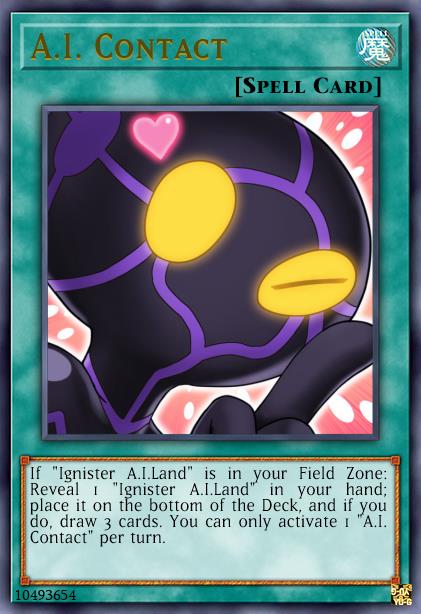 A.I. Contact
[Spell Card]
If "Ignister A.I.Land" is in your Field Zone:
Reveal 1 "Ignister A.I.Land" in your hand;
place it on the bottom of the Deck, and if you
do, draw 3 cards. You can only activate 1 "A.I.
Contact" per turn.
10493654